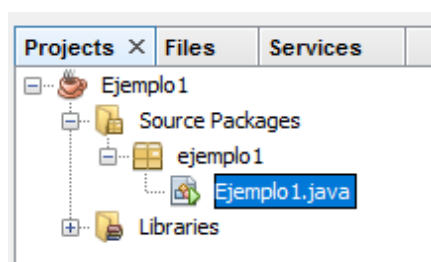 Projects × Files Services
Ejemplo1
Source Packages
ejemplo1
Ejemplo1.java
Libraries